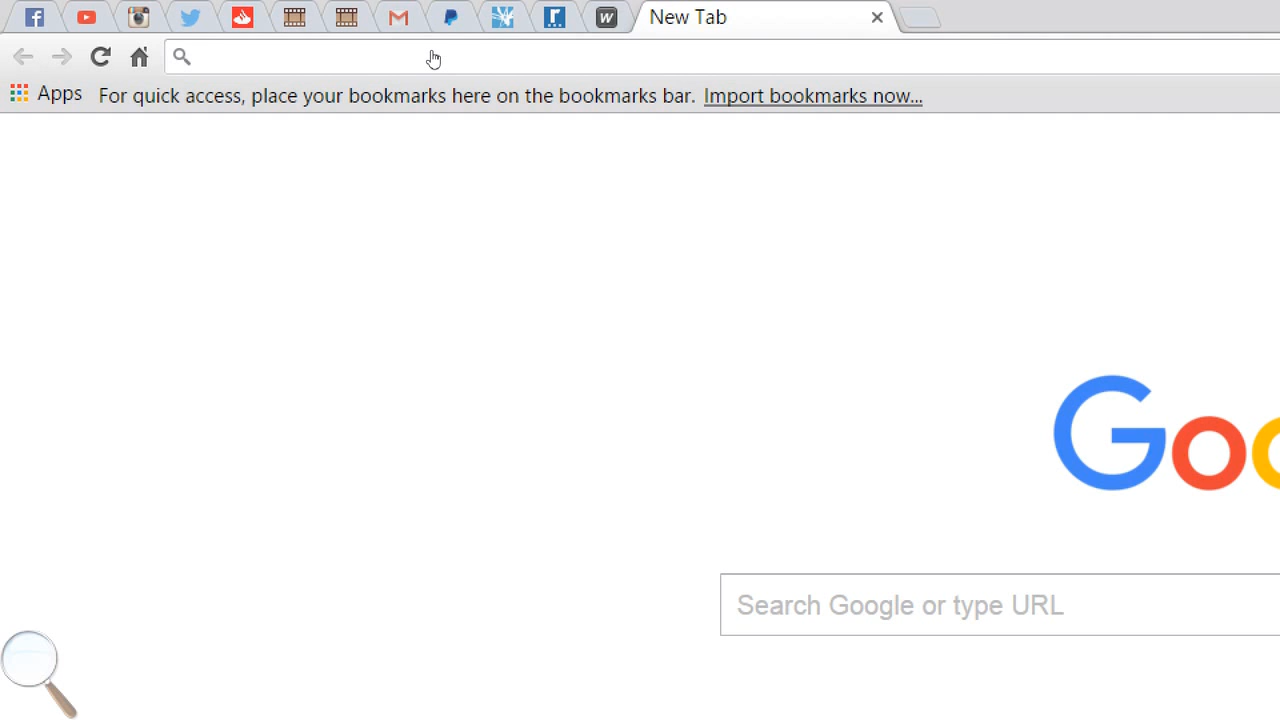 New Tab
Apps For quick access, place your bookmarks here on the bookmarks bar. Import bookmarks now...
Goo
Search Google or type URL